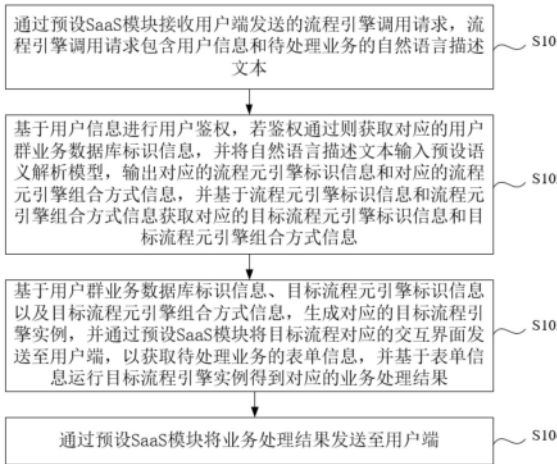 通过预设SaaS模块接收用户端发送的流程引擎调用请求，流
程引擎调用请求包含用户信息和待处理业务的自然语言描述
文本
S10
基于用户信息进行用户鉴权，若鉴权通过则获取对应的用户
群业务数据库标识信息，并将自然语言描述文本输入预设语
义解析模型，输出对应的流程元引擎标识信息和对应的流程
元引擎组合方式信息，并基于流程元引擎标识信息和流程元
引擎组合方式信息获取对应的目标流程元引擎标识信息和目
标流程元引擎组合方式信息
S10
基于用户群业务数据库标识信息、目标流程元引擎标识信息
以及目标流程元引擎组合方式信息，生成对应的目标流程引
擎实例，并通过预设SaaS模块将目标流程对应的交互界面发
送至用户端，以获取待处理业务的表单信息，并基于表单信
息运行目标流程引擎实例得到对应的业务处理结果
S10
通过预设SaaS模块将业务处理结果发送至用户端
S10